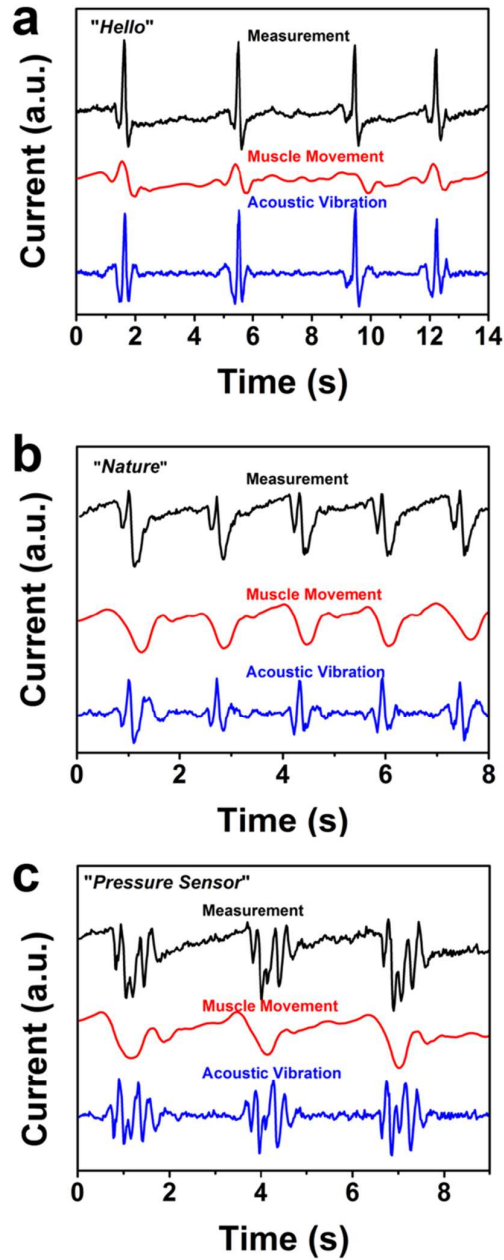 a
"Hello"
Measurement
Muscle Movement
Acoustic Vibration
Current (a.u.)
0 2 4 6 8 10 12 14
Time (s)
b
"Nature"
Measurement
Muscle Movement
Acoustic Vibration
Current (a.u.)
0 2 4 6 8
Time (s)
c
"Pressure Sensor"
Measurement
Muscle Movement
Acoustic Vibration
Current (a.u.)
0 2 4 6 8
Time (s)